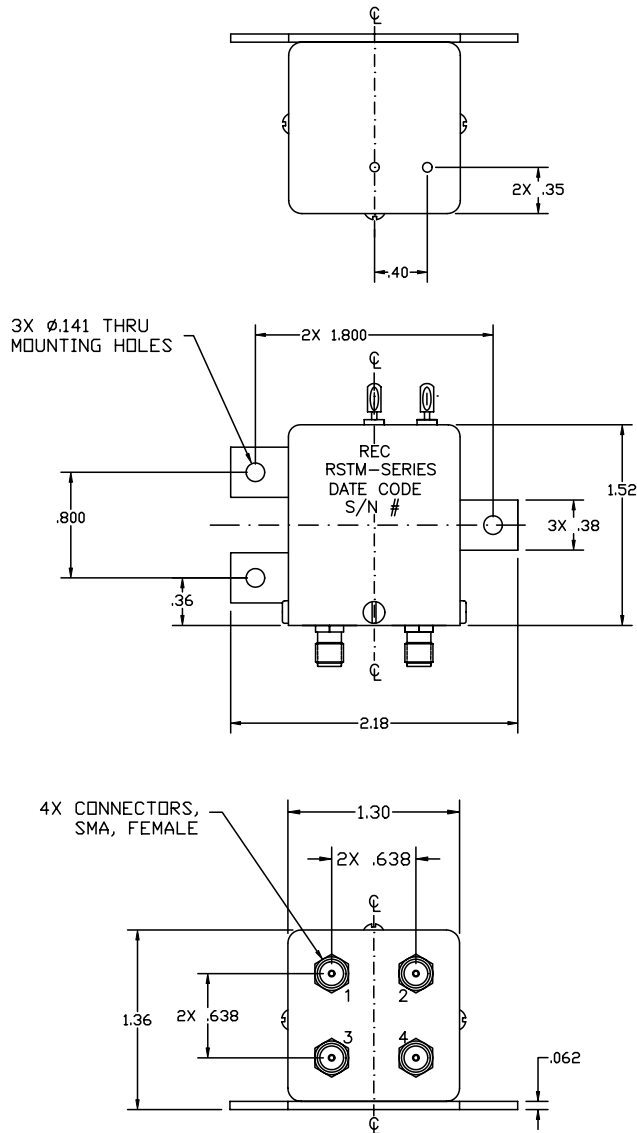 ℄
2X .35
.40
3X Ø.141 THRU
MOUNTING HOLES
2X 1.800
℄
REC
RSTM-SERIES
DATE CODE
S/N #
1.52
.800
3X .38
.36
℄
2.18
4X CONNECTORS,
SMA, FEMALE
1.30
2X .638
℄
1 2
1.36
2X .638
3 4
.062
℄